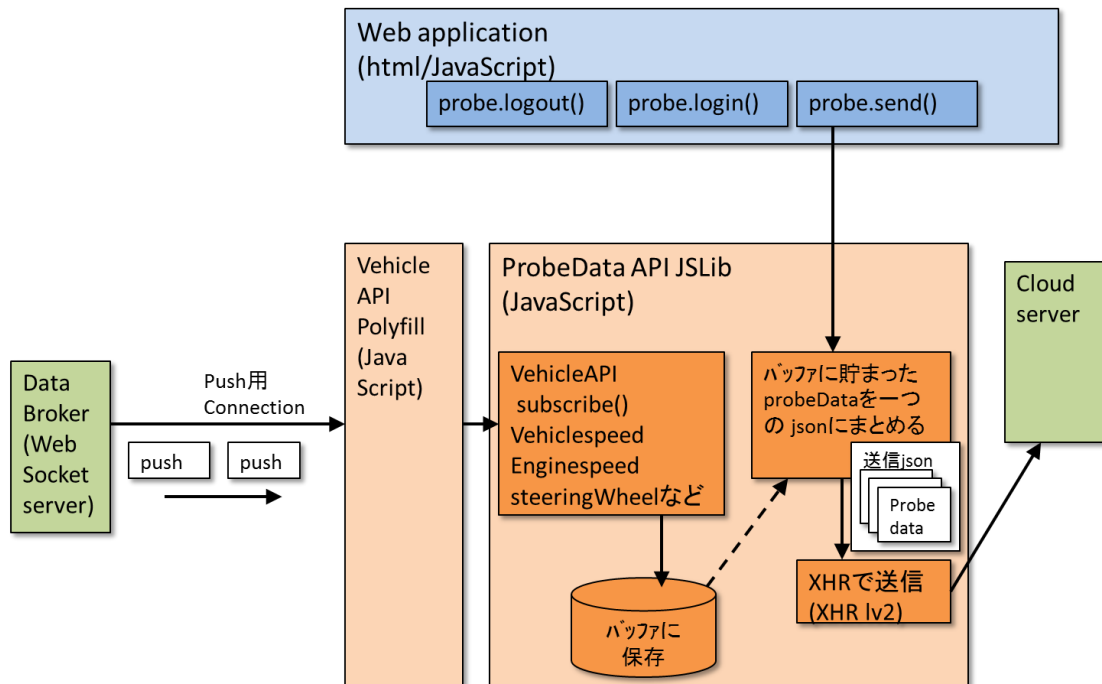 Web application
(html/JavaScript)
probe.logout()
probe.login()
probe.send()
Vehicle
API
Polyfill
(Java
Script)
ProbeData API JSLib
(JavaScript)
Cloud
server
Data
Broker
(Web
Socket
server)
Push用
Connection
push
push
VehicleAPI
subscribe()
Vehiclespeed
Enginespeed
steeringWheelなど
ﾊﾞｯﾌｧに貯まった
probeDataを一つ
の jsonにまとめる
送信json
Probe
data
XHRで送信
(XHR lv2)
ﾊﾞｯﾌｧに
保存